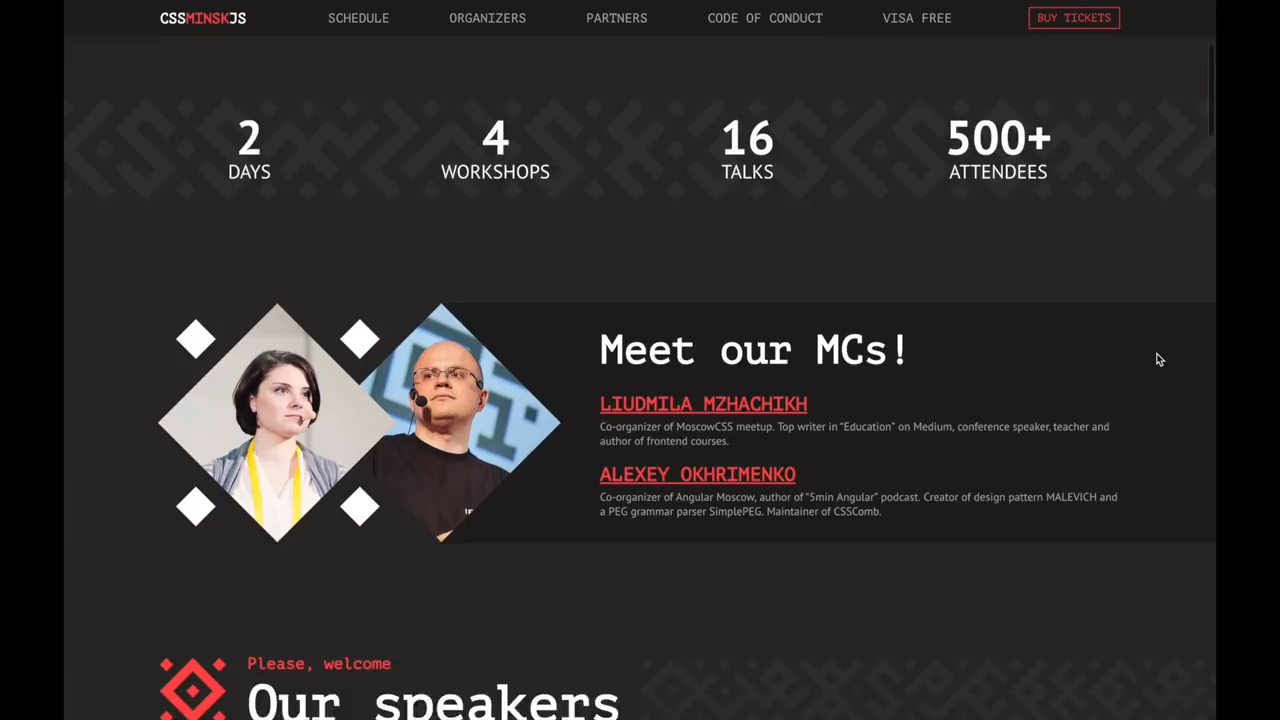 CSSMINSKJS SCHEDULE ORGANIZERS PARTNERS CODE OF CONDUCT VISA FREE BUY TICKETS
2 4 16 500+
DAYS WORKSHOPS TALKS ATTENDEES
Meet our MCs!
LIUDMILA MZHACHIKH
Co-organizer of MoscowCSS meetup. Top writer in “Education” on Medium, conference speaker, teacher and
author of frontend courses.
ALEXEY OKHRIMENKO
Co-organizer of Angular Moscow, author of “5min Angular” podcast. Creator of design pattern MALEVICH and
a PEG grammar parser SimplePEG. Maintainer of CSSComb.
Please, welcome
Our speakers